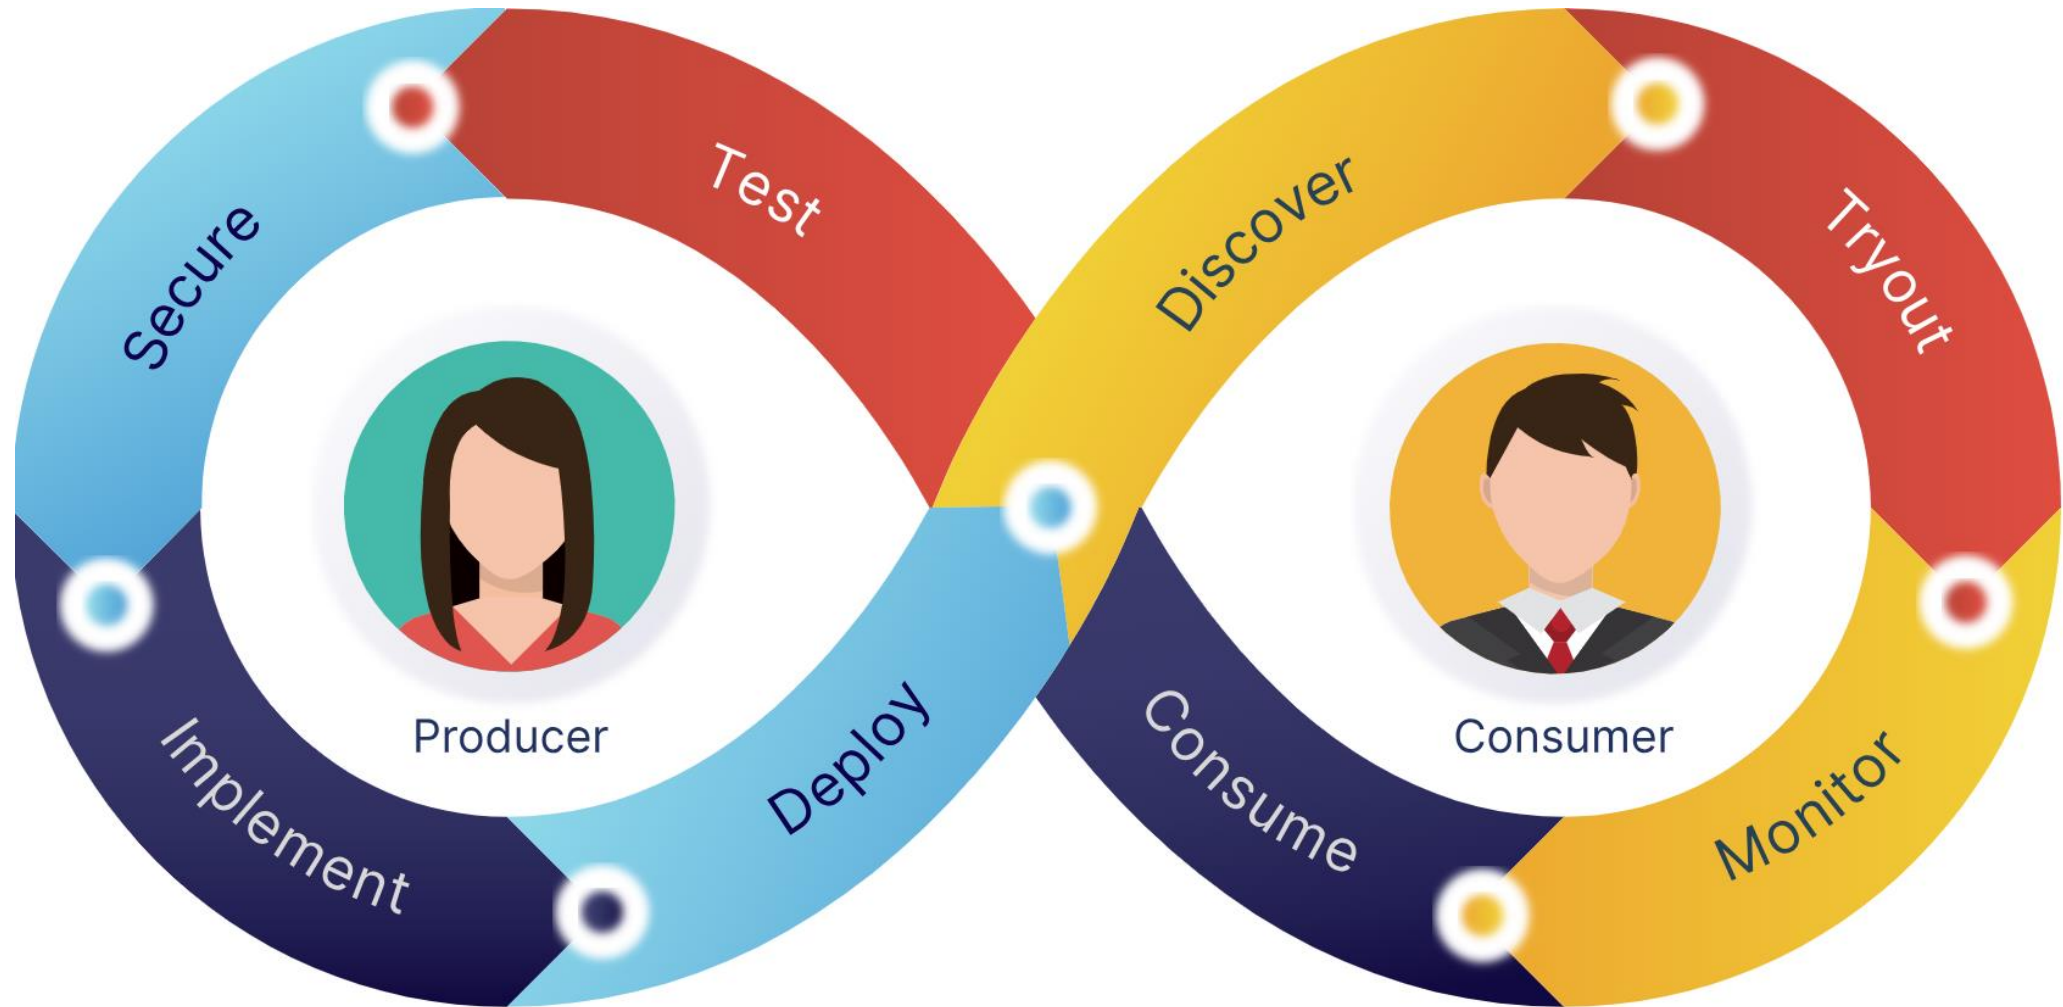 Test
Discover
Tryout
Secure
Producer
Consumer
Implement
Deploy
Consume
Monitor